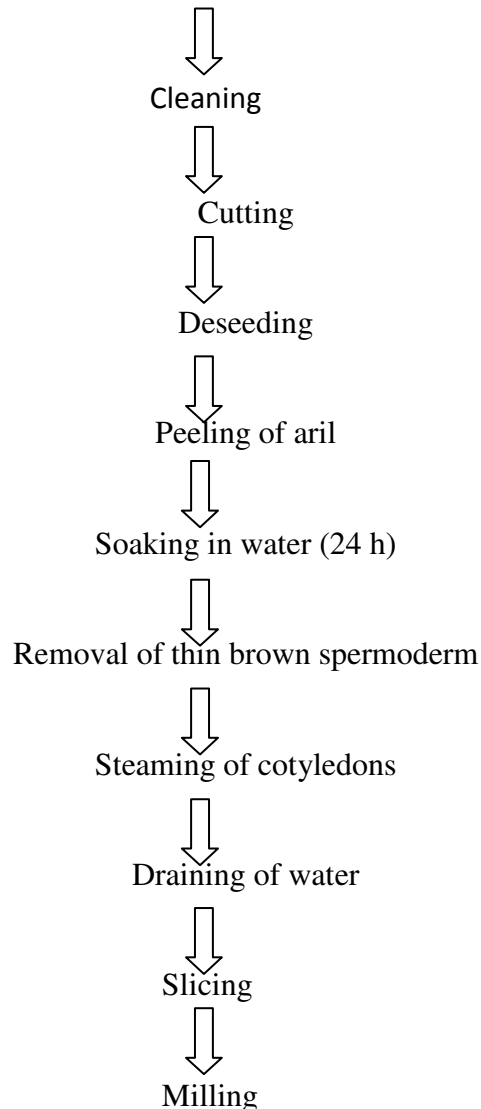 Cleaning
Cutting
Deseeding
Peeling of aril
Soaking in water (24 h)
Removal of thin brown spermoderm
Steaming of cotyledons
Draining of water
Slicing
Milling